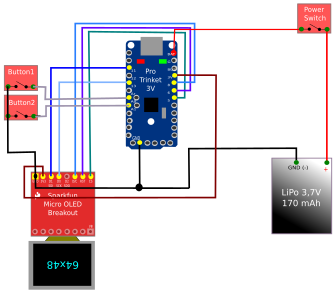 Power
Switch
Button1
Button2
Pro
Trinket
3V
Sparkfun
Micro OLED
Breakout
GND (-)
+
LiPo 3,7V
170 mAh
64x48